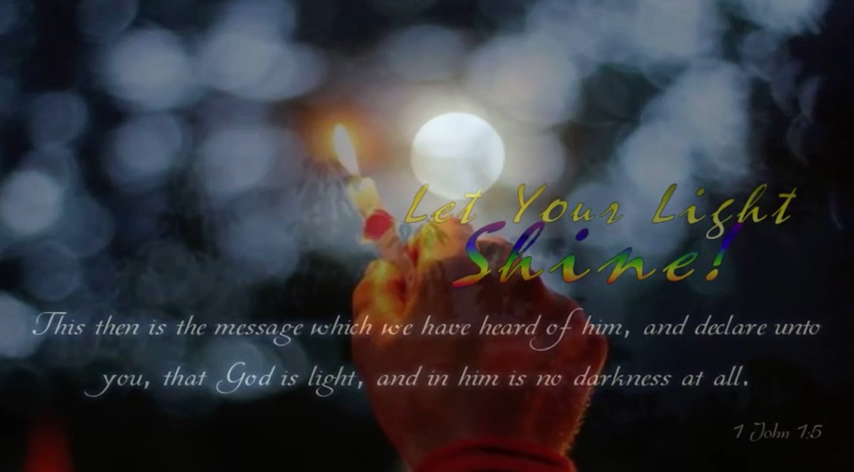 Let Your Light
Shine!
This then is the message which we have heard of him, and declare unto
you, that God is light, and in him is no darkness at all.
1 John 1:5